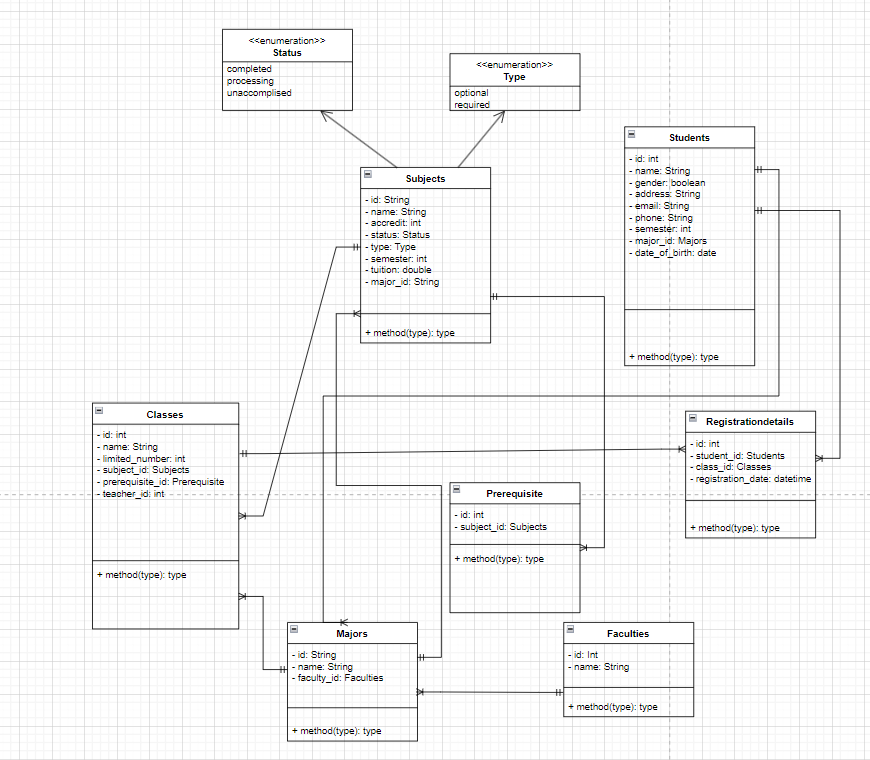 <<enumeration>>
Status
completed
processing
unaccomplised
<<enumeration>>
Type
optional
required
Students
- id: int
- name: String
- gender: boolean
- address: String
- email: String
- phone: String
- semester: int
- major_id: Majors
- date_of_birth: date
+ method(type): type
Subjects
- id: String
- name: String
- accredit: int
- status: Status
- type: Type
- semester: int
- tuition: double
- major_id: String
+ method(type): type
Classes
- id: int
- name: String
- limited_number: int
- subject_id: Subjects
- prerequisite_id: Prerequisite
- teacher_id: int
+ method(type): type
Registrationdetails
- id: int
- student_id: Students
- class_id: Classes
- registration_date: datetime
+ method(type): type
Prerequisite
- id: int
- subject_id: Subjects
+ method(type): type
Majors
- id: String
- name: String
- faculty_id: Faculties
+ method(type): type
Faculties
- id: Int
- name: String
+ method(type): type